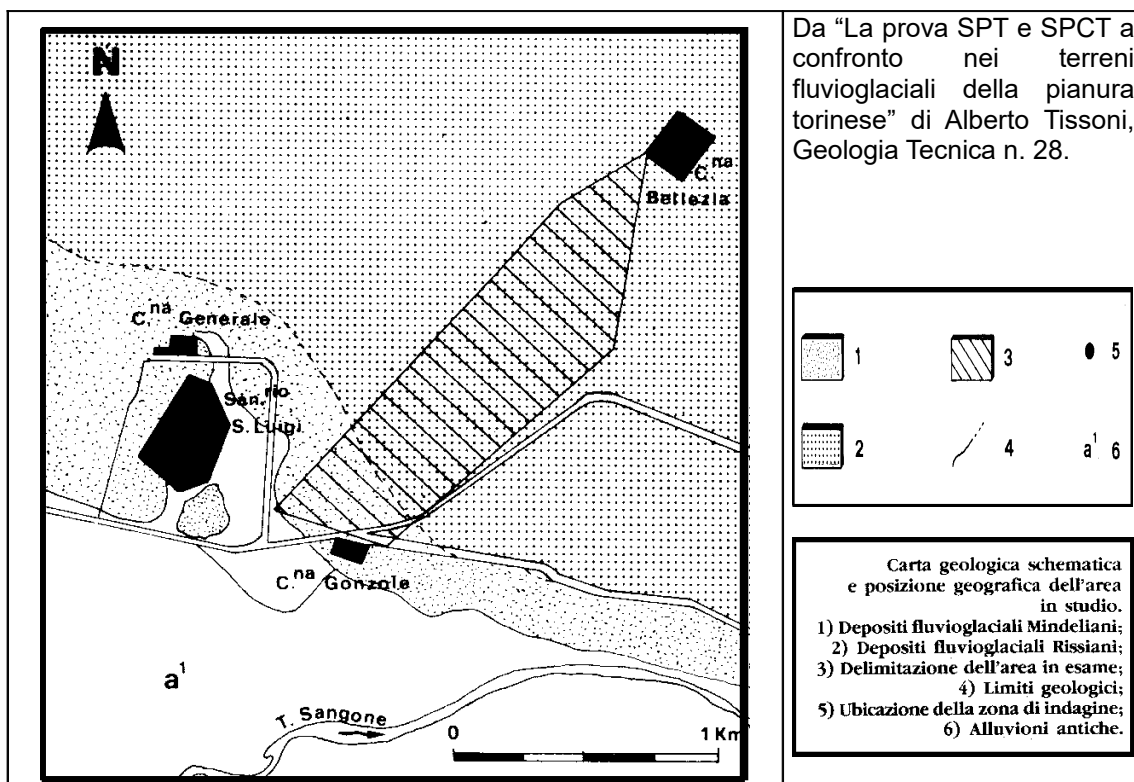 N
C.na
Bellezia
C.na Generale
San.rio
S. Luigi
C.na Gonzole
a1
T. Sangone
0
1 Km
Da “La prova SPT e SPCT a
confronto nei terreni
fluvioglaciali della pianura
torinese” di Alberto Tissoni,
Geologia Tecnica n. 28.
1 3 5
2 4 a1 6
Carta geologica schematica
e posizione geografica dell'area
in studio.
1) Depositi fluvioglaciali Mindeliani;
2) Depositi fluvioglaciali Rissiani;
3) Delimitazione dell'area in esame;
4) Limiti geologici;
5) Ubicazione della zona di indagine;
6) Alluvioni antiche.